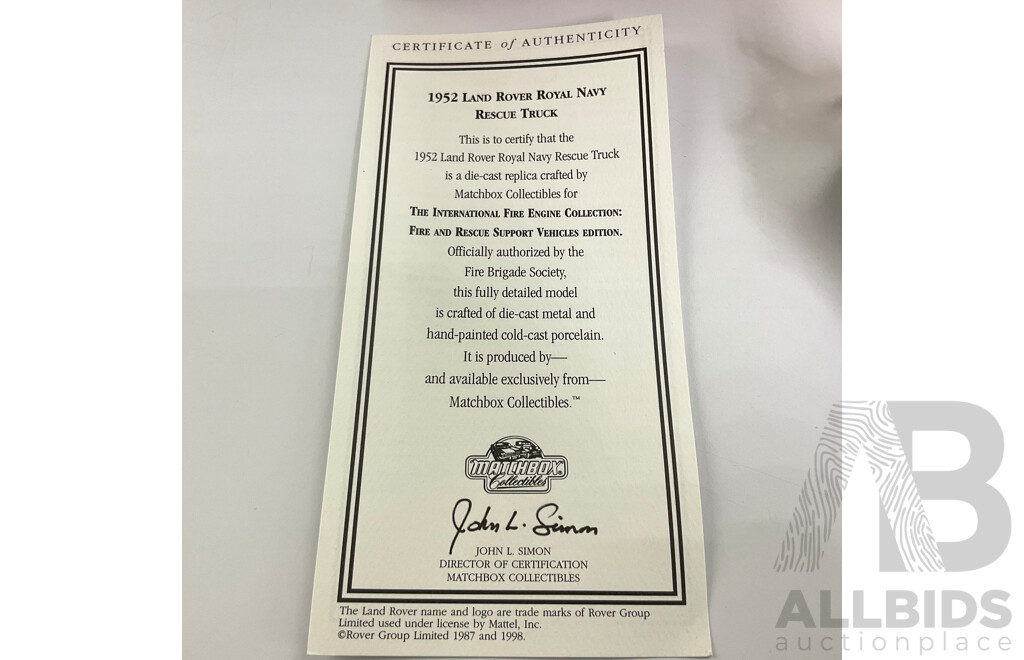 CERTIFICATE of AUTHENTICITY
1952 LAND ROVER ROYAL NAVY
RESCUE TRUCK
This is to certify that the
1952 Land Rover Royal Navy Rescue Truck
is a die-cast replica crafted by
Matchbox Collectibles for
THE INTERNATIONAL FIRE ENGINE COLLECTION:
FIRE AND RESCUE SUPPORT VEHICLES EDITION.
Officially authorized by the
Fire Brigade Society,
this fully detailed model
is crafted of die-cast metal and
hand-painted cold-cast porcelain.
It is produced by—
and available exclusively from—
Matchbox Collectibles.™
MATCHBOX®
Collectibles
John L. Simon
JOHN L. SIMON
DIRECTOR OF CERTIFICATION
MATCHBOX COLLECTIBLES
The Land Rover name and logo are trade marks of Rover Group
Limited used under license by Mattel, Inc.
©Rover Group Limited 1987 and 1998.
AB
ALLBIDS
auctionplace